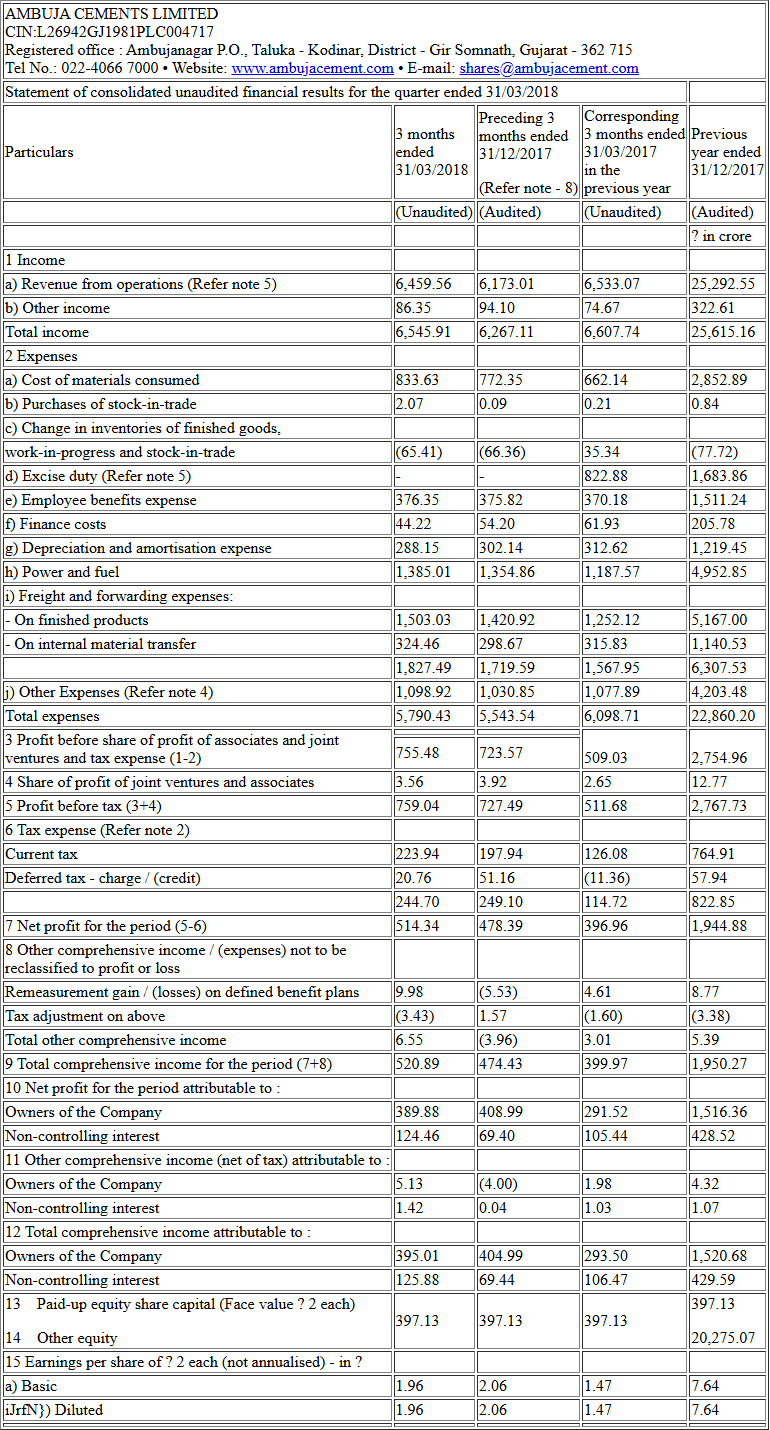 AMBUJA CEMENTS LIMITED
CIN:L26942GJ1981PLC004717
Registered office : Ambujanagar P.O., Taluka - Kodinar, District - Gir Somnath, Gujarat - 362 715
Tel No.: 022-4066 7000 • Website: www.ambujacement.com • E-mail: shares@ambujacement.com
Statement of consolidated unaudited financial results for the quarter ended 31/03/2018
Particulars 3 months ended 31/03/2018 Preceding 3 months ended 31/12/2017 (Refer note - 8) Corresponding 3 months ended 31/03/2017 in the previous year Previous year ended 31/12/2017
(Unaudited) (Audited) (Unaudited) (Audited)
? in crore
1 Income
a) Revenue from operations (Refer note 5) 6,459.56 6,173.01 6,533.07 25,292.55
b) Other income 86.35 94.10 74.67 322.61
Total income 6,545.91 6,267.11 6,607.74 25,615.16
2 Expenses
a) Cost of materials consumed 833.63 772.35 662.14 2,852.89
b) Purchases of stock-in-trade 2.07 0.09 0.21 0.84
c) Change in inventories of finished goods,
work-in-progress and stock-in-trade (65.41) (66.36) 35.34 (77.72)
d) Excise duty (Refer note 5) - - 822.88 1,683.86
e) Employee benefits expense 376.35 375.82 370.18 1,511.24
f) Finance costs 44.22 54.20 61.93 205.78
g) Depreciation and amortisation expense 288.15 302.14 312.62 1,219.45
h) Power and fuel 1,385.01 1,354.86 1,187.57 4,952.85
i) Freight and forwarding expenses:
- On finished products 1,503.03 1,420.92 1,252.12 5,167.00
- On internal material transfer 324.46 298.67 315.83 1,140.53
1,827.49 1,719.59 1,567.95 6,307.53
j) Other Expenses (Refer note 4) 1,098.92 1,030.85 1,077.89 4,203.48
Total expenses 5,790.43 5,543.54 6,098.71 22,860.20
3 Profit before share of profit of associates and joint
ventures and tax expense (1-2) 755.48 723.57 509.03 2,754.96
4 Share of profit of joint ventures and associates 3.56 3.92 2.65 12.77
5 Profit before tax (3+4) 759.04 727.49 511.68 2,767.73
6 Tax expense (Refer note 2)
Current tax 223.94 197.94 126.08 764.91
Deferred tax - charge / (credit) 20.76 51.16 (11.36) 57.94
244.70 249.10 114.72 822.85
7 Net profit for the period (5-6) 514.34 478.39 396.96 1,944.88
8 Other comprehensive income / (expenses) not to be
reclassified to profit or loss
Remeasurement gain / (losses) on defined benefit plans 9.98 (5.53) 4.61 8.77
Tax adjustment on above (3.43) 1.57 (1.60) (3.38)
Total other comprehensive income 6.55 (3.96) 3.01 5.39
9 Total comprehensive income for the period (7+8) 520.89 474.43 399.97 1,950.27
10 Net profit for the period attributable to :
Owners of the Company 389.88 408.99 291.52 1,516.36
Non-controlling interest 124.46 69.40 105.44 428.52
11 Other comprehensive income (net of tax) attributable to :
Owners of the Company 5.13 (4.00) 1.98 4.32
Non-controlling interest 1.42 0.04 1.03 1.07
12 Total comprehensive income attributable to :
Owners of the Company 395.01 404.99 293.50 1,520.68
Non-controlling interest 125.88 69.44 106.47 429.59
13 Paid-up equity share capital (Face value ? 2 each) 397.13 397.13 397.13 397.13
14 Other equity 20,275.07
15 Earnings per share of ? 2 each (not annualised) - in ?
a) Basic 1.96 2.06 1.47 7.64
iJrfN}) Diluted 1.96 2.06 1.47 7.64